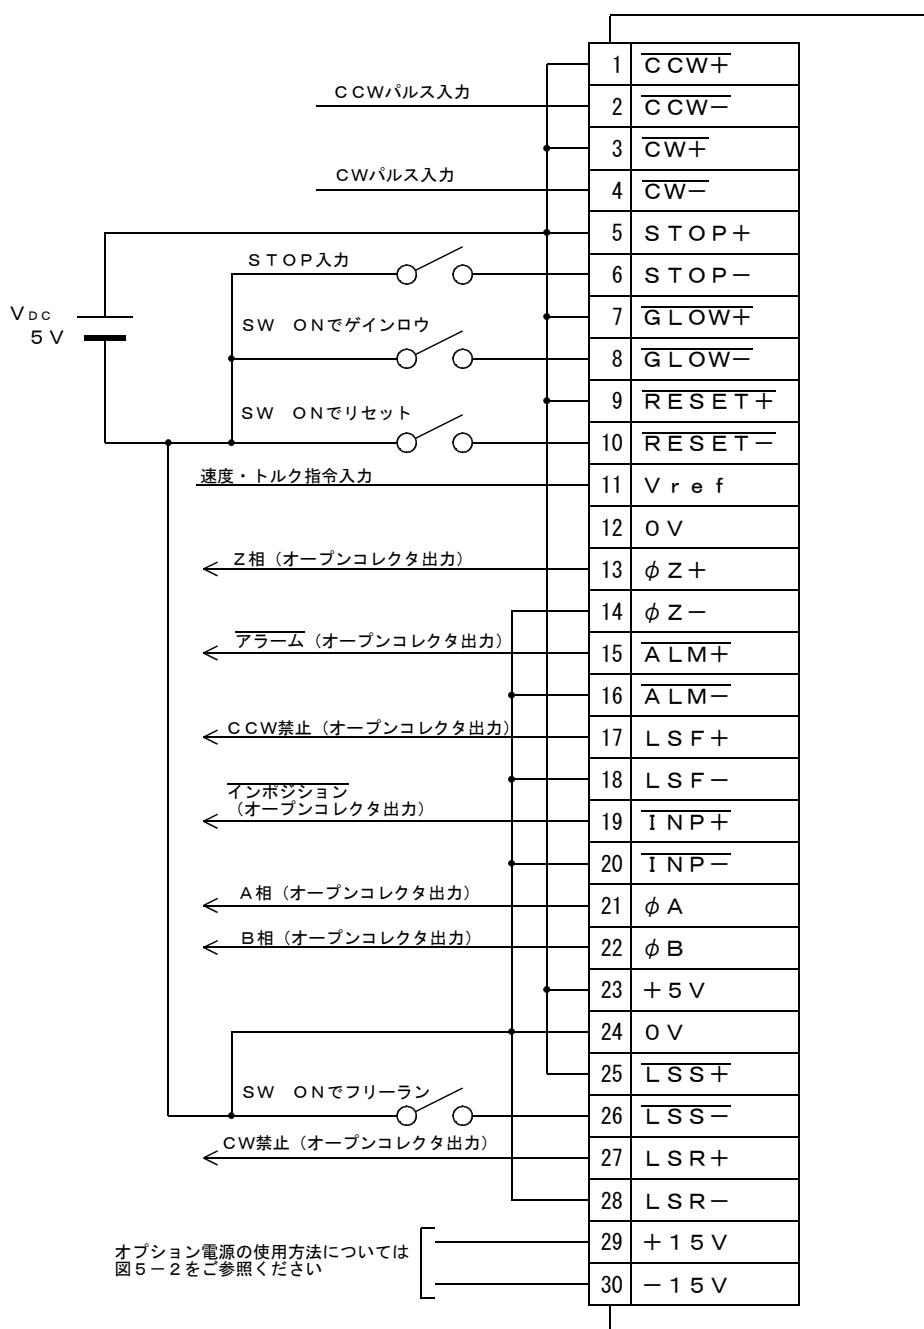 1 CCW+
CCWパルス入力
2 CCW−
3 CW+
CWパルス入力
4 CW−
5 STOP+
STOP入力
6 STOP−
VDC
5V
SW ONでゲインロウ
7 GLOW+
8 GLOW−
9 RESET+
SW ONでリセット
10 RESET−
速度・トルク指令入力
11 Vref
12 0V
Z相(オープンコレクタ出力)
13 φZ+
14 φZ−
アラーム(オープンコレクタ出力)
15 ALM+
16 ALM−
CCW禁止(オープンコレクタ出力)
17 LSF+
18 LSF−
インポジション
(オープンコレクタ出力)
19 INP+
20 INP−
A相(オープンコレクタ出力)
21 φA
B相(オープンコレクタ出力)
22 φB
23 +5V
24 0V
25 LSS+
SW ONでフリーラン
26 LSS−
CW禁止(オープンコレクタ出力)
27 LSR+
28 LSR−
29 +15V
オプション電源の使用方法については
図5−2をご参照ください
30 −15V